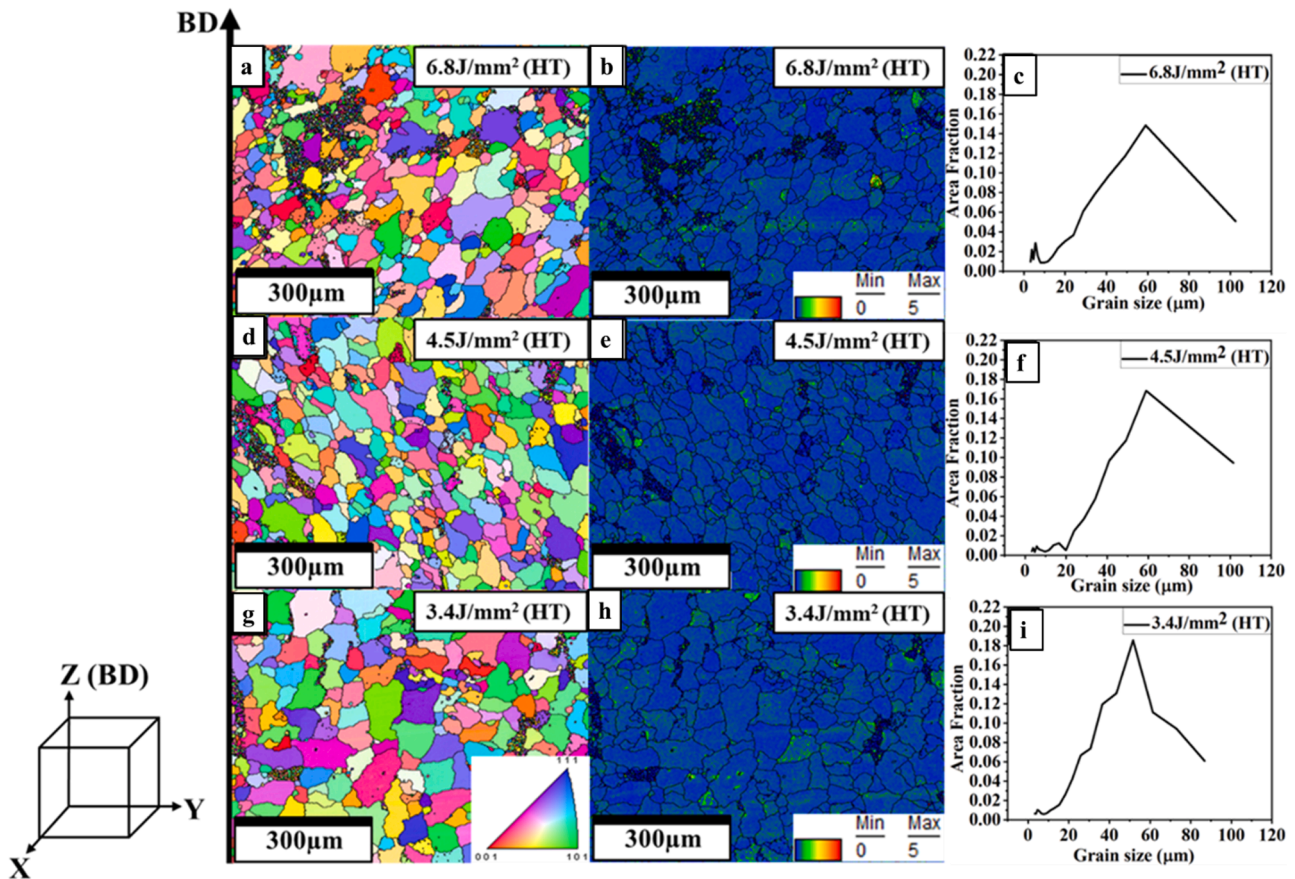 BD
a
6.8J/mm² (HT)
300µm
b
6.8J/mm² (HT)
Min Max
0 5
c
6.8J/mm² (HT)
Area Fraction
0.22
0.20
0.18
0.16
0.14
0.12
0.10
0.08
0.06
0.04
0.02
0.00
0 20 40 60 80 100 120
Grain size (µm)
d
4.5J/mm² (HT)
300µm
e
4.5J/mm² (HT)
Min Max
0 5
f
4.5J/mm² (HT)
Area Fraction
0.22
0.20
0.18
0.16
0.14
0.12
0.10
0.08
0.06
0.04
0.02
0.00
0 20 40 60 80 100 120
Grain size (µm)
g
3.4J/mm² (HT)
300µm
111
001 101
h
3.4J/mm² (HT)
Min Max
0 5
i
3.4J/mm² (HT)
Area Fraction
0.22
0.20
0.18
0.16
0.14
0.12
0.10
0.08
0.06
0.04
0.02
0.00
0 20 40 60 80 100 120
Grain size (µm)
Z (BD)
Y
X